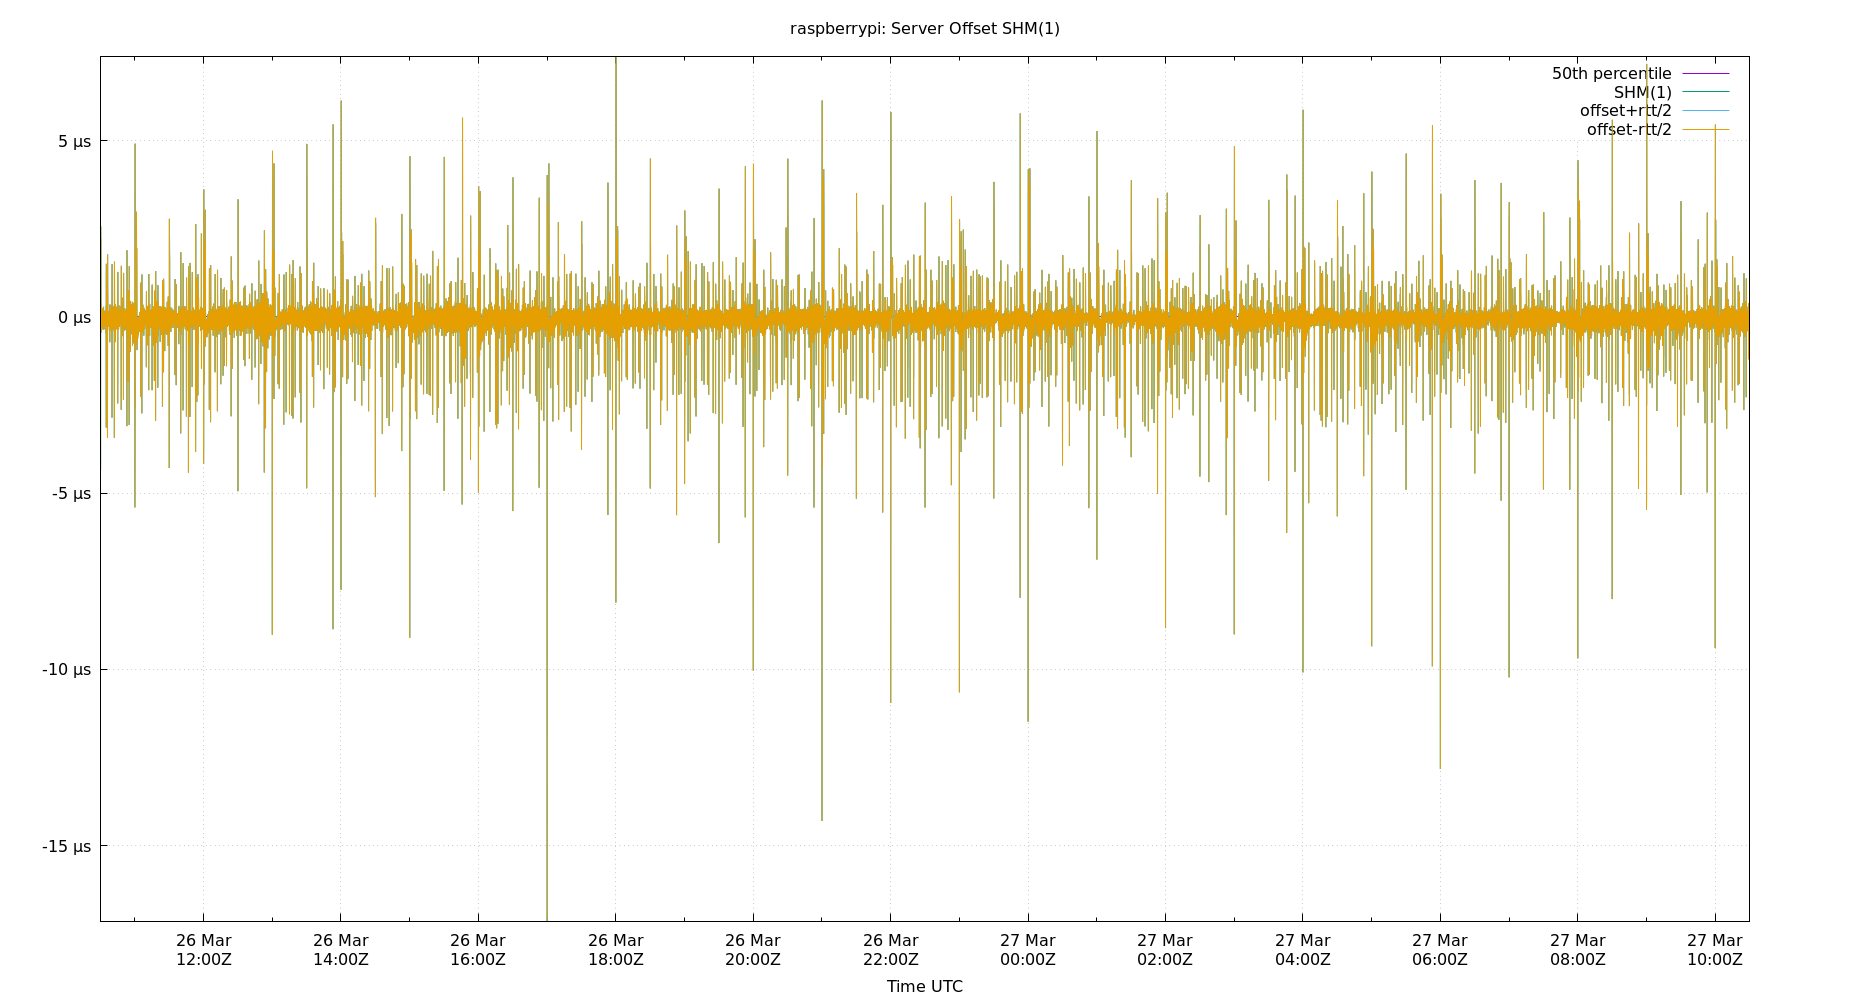 raspberrypi: Server Offset SHM(1)
50th percentile
SHM(1)
offset+rtt/2
offset-rtt/2
5 µs
0 µs
-5 µs
-10 µs
-15 µs
26 Mar 26 Mar 26 Mar 26 Mar 26 Mar 26 Mar 27 Mar 27 Mar 27 Mar 27 Mar 27 Mar 27 Mar
12:00Z 14:00Z 16:00Z 18:00Z 20:00Z 22:00Z 00:00Z 02:00Z 04:00Z 06:00Z 08:00Z 10:00Z
Time UTC